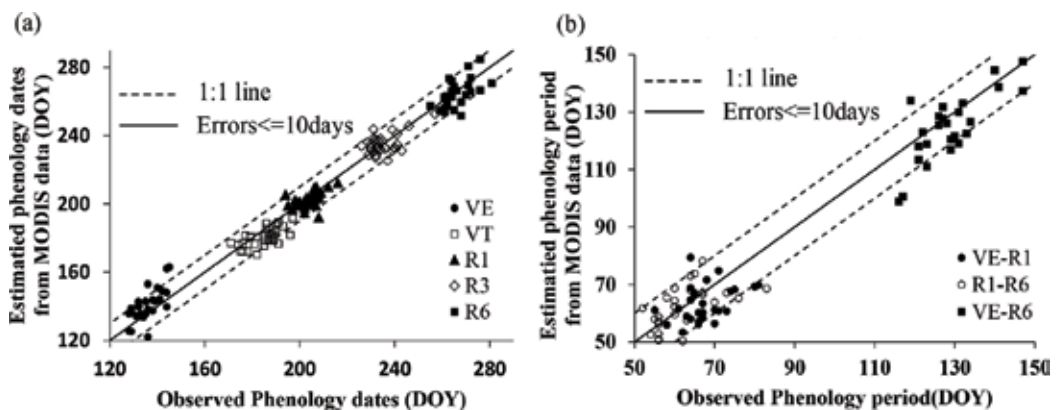 (a)
Estimatied phenology dates
from MODIS data (DOY)
280
240
200
160
120
1:1 line
Errors<=10days
VE
VT
R1
R3
R6
120
160
200
240
280
Observed Phenology dates (DOY)
(b)
Estimatied phenology period
from MODIS data (DOY)
150
130
110
90
70
50
1:1 line
Errors<=10days
VE-R1
R1-R6
VE-R6
50
70
90
110
130
150
Observed Phenology period(DOY)